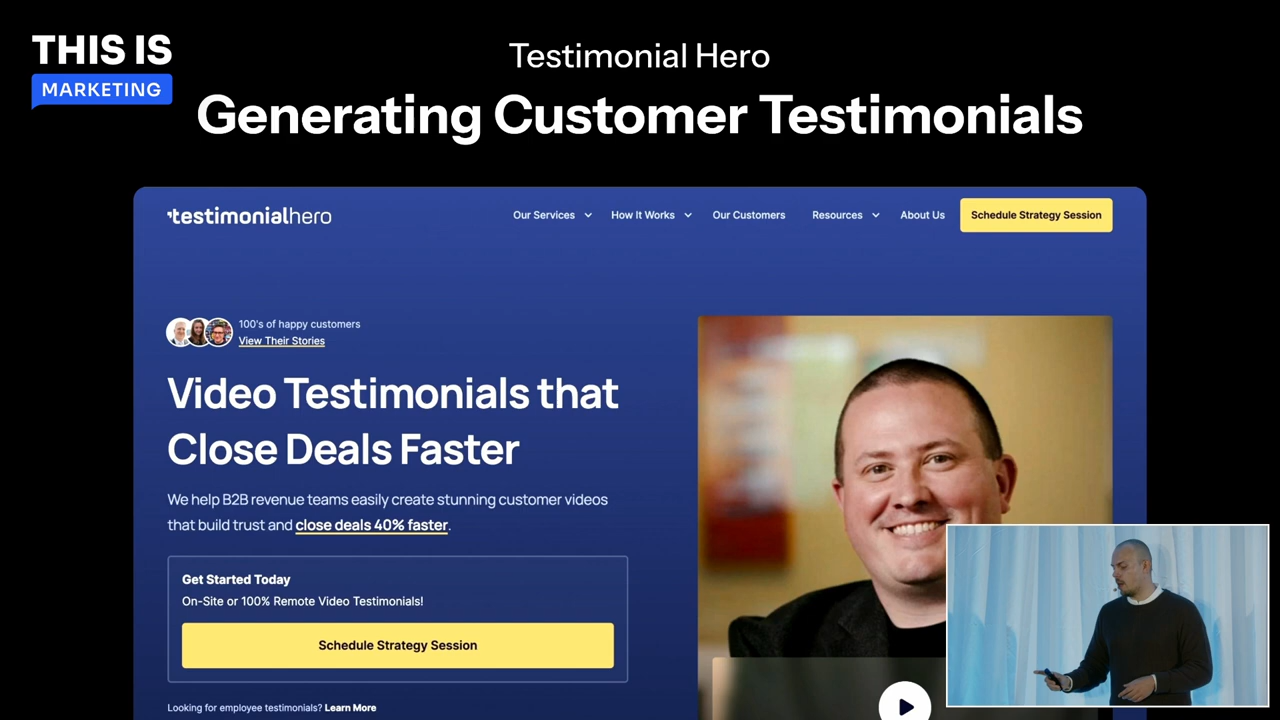 THIS IS
MARKETING
Testimonial Hero
Generating Customer Testimonials
testimonialhero
Our Services
How It Works
Our Customers
Resources
About Us
Schedule Strategy Session
100's of happy customers
View Their Stories
Video Testimonials that
Close Deals Faster
We help B2B revenue teams easily create stunning customer videos
that build trust and close deals 40% faster.
Get Started Today
On-Site or 100% Remote Video Testimonials!
Schedule Strategy Session
Looking for employee testimonials? Learn More